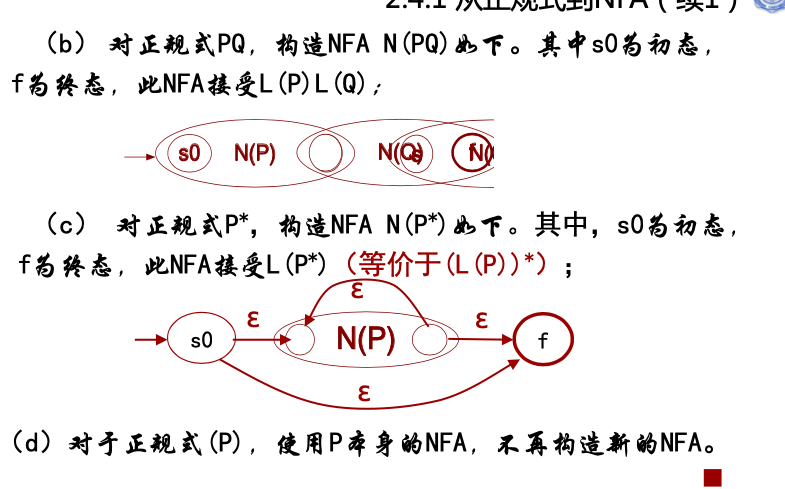 2.4.1 从正规式到NFA（续1）
（b） 对正规式PQ，构造NFA N(PQ)如下。其中s0为初态，
f为终态，此NFA接受L(P)L(Q)；
s0 N(P) N(Q)
（c） 对正规式P*，构造NFA N(P*)如下。其中，s0为初态，
f为终态，此NFA接受L(P*)（等价于(L(P))*）；
ε
ε ε
s0 N(P) f
ε
（d）对于正规式(P)，使用P本身的NFA，不再构造新的NFA。